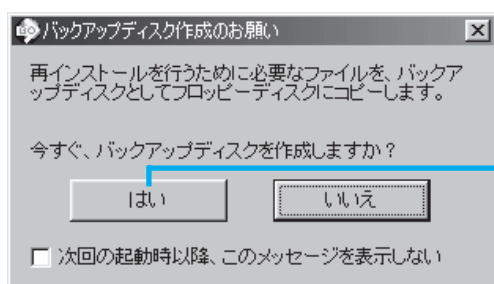 バックアップディスク作成のお願い
再インストールを行うために必要なファイルを、バックア
ップディスクとしてフロッピーディスクにコピーします。
今すぐ、バックアップディスクを作成しますか？
はい
いいえ
次回の起動時以降、このメッセージを表示しない